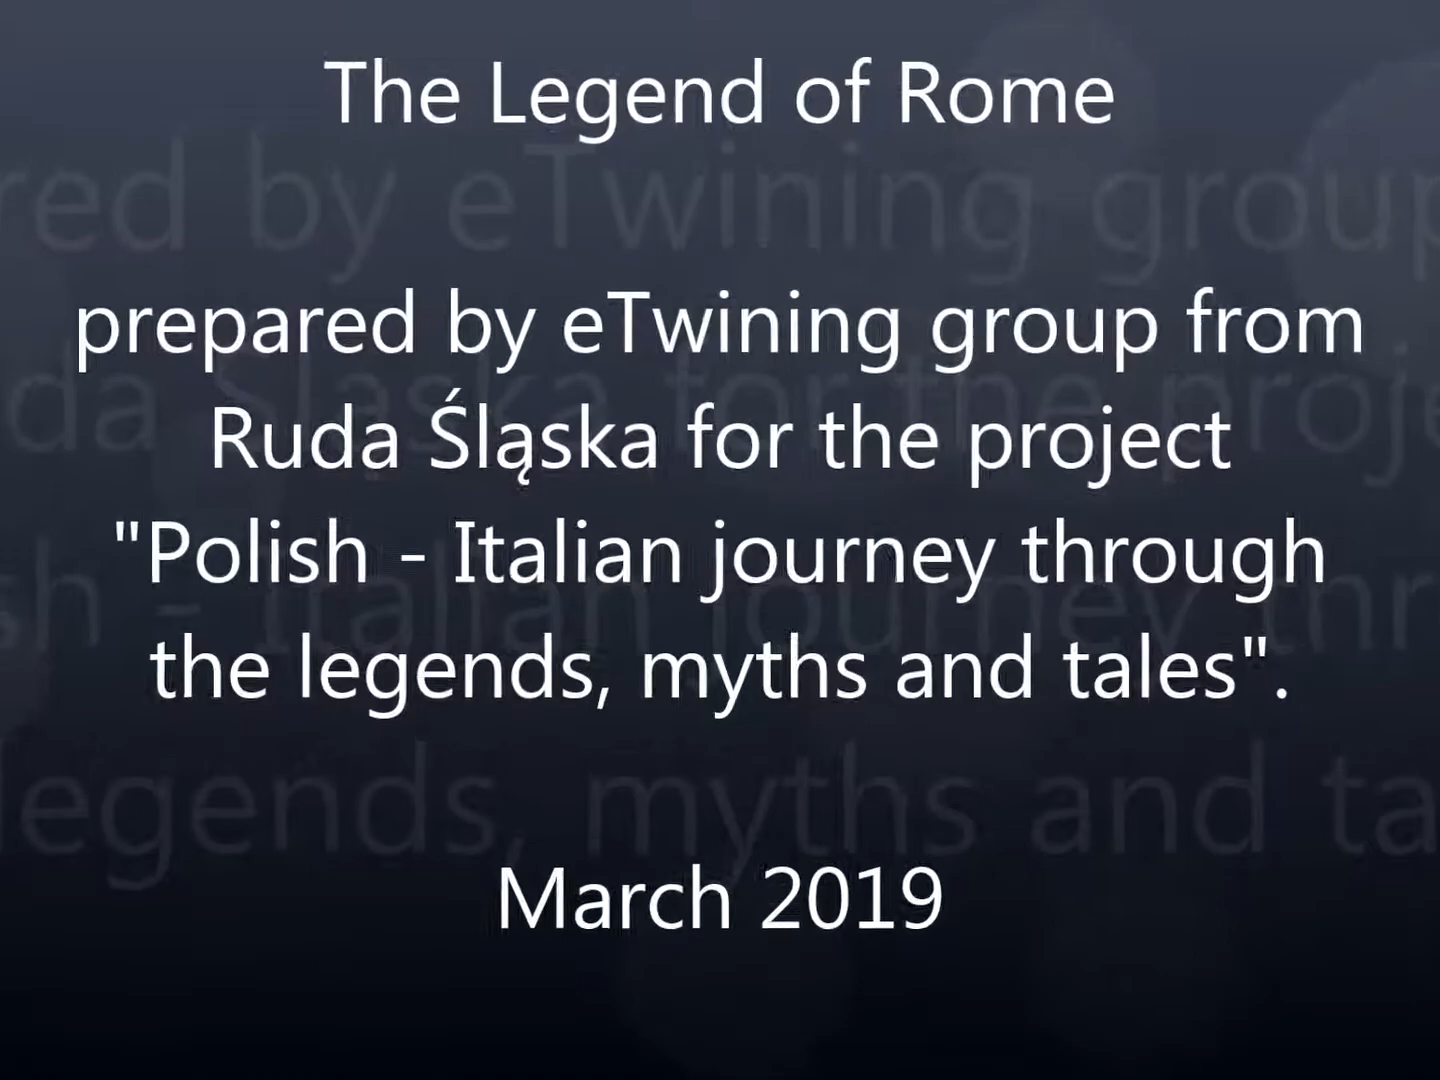 The Legend of Rome
prepared by eTwining group from
Ruda Śląska for the project
"Polish - Italian journey through
the legends, myths and tales".
March 2019